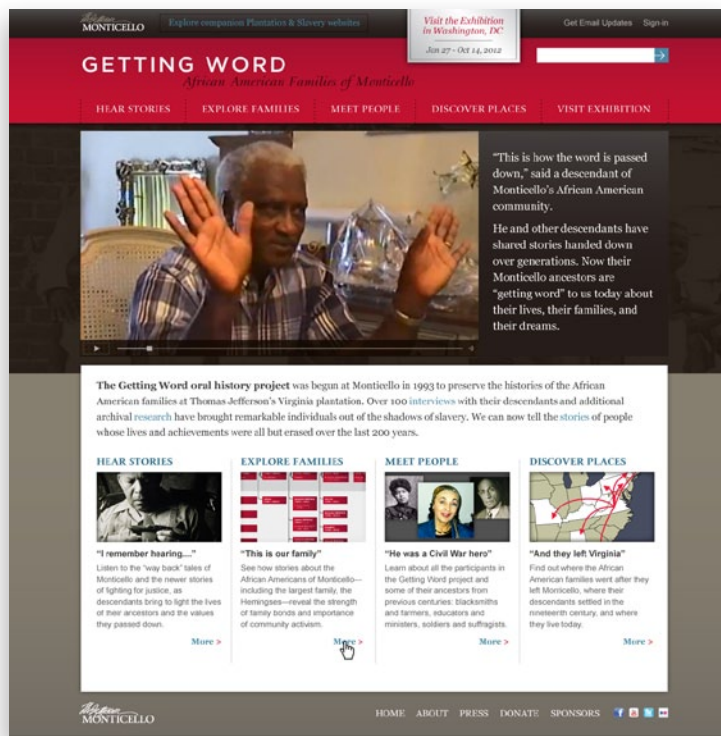 MONTICELLO
Explore companion Plantation & Slavery websites
Visit the Exhibition
in Washington, DC
Jan 27 - Oct 14, 2012
Get Email Updates Sign-in
GETTING WORD
African American Families of Monticello
HEAR STORIES EXPLORE FAMILIES MEET PEOPLE DISCOVER PLACES VISIT EXHIBITION
"This is how the word is passed
down," said a descendant of
Monticello's African American
community.
He and other descendants have
shared stories handed down
over generations. Now their
Monticello ancestors are
"getting word" to us today about
their lives, their families, and
their dreams.
The Getting Word oral history project was begun at Monticello in 1993 to preserve the histories of the African
American families at Thomas Jefferson's Virginia plantation. Over 100 interviews with their descendants and additional
archival research have brought remarkable individuals out of the shadows of slavery. We can now tell the stories of people
whose lives and achievements were all but erased over the last 200 years.
HEAR STORIES
"I remember hearing...."
Listen to the "way back" tales of
Monticello and the newer stories
of fighting for justice, as
descendants bring to light the lives
of their ancestors and the values
they passed down.
More >
EXPLORE FAMILIES
"This is our family"
See how stories about the
African Americans of Monticello—
including the largest family, the
Hemingses—reveal the strength
of family bonds and importance
of community activism.
More >
MEET PEOPLE
"He was a Civil War hero"
Learn about all the participants in
the Getting Word project and
some of their ancestors from
previous centuries: blacksmiths
and farmers, educators and
ministers, soldiers and suffragists.
More >
DISCOVER PLACES
"And they left Virginia"
Find out where the African
American families went after they
left Monticello, where their
descendants settled in the
nineteenth century, and where
they live today.
More >
MONTICELLO
HOME ABOUT PRESS DONATE SPONSORS